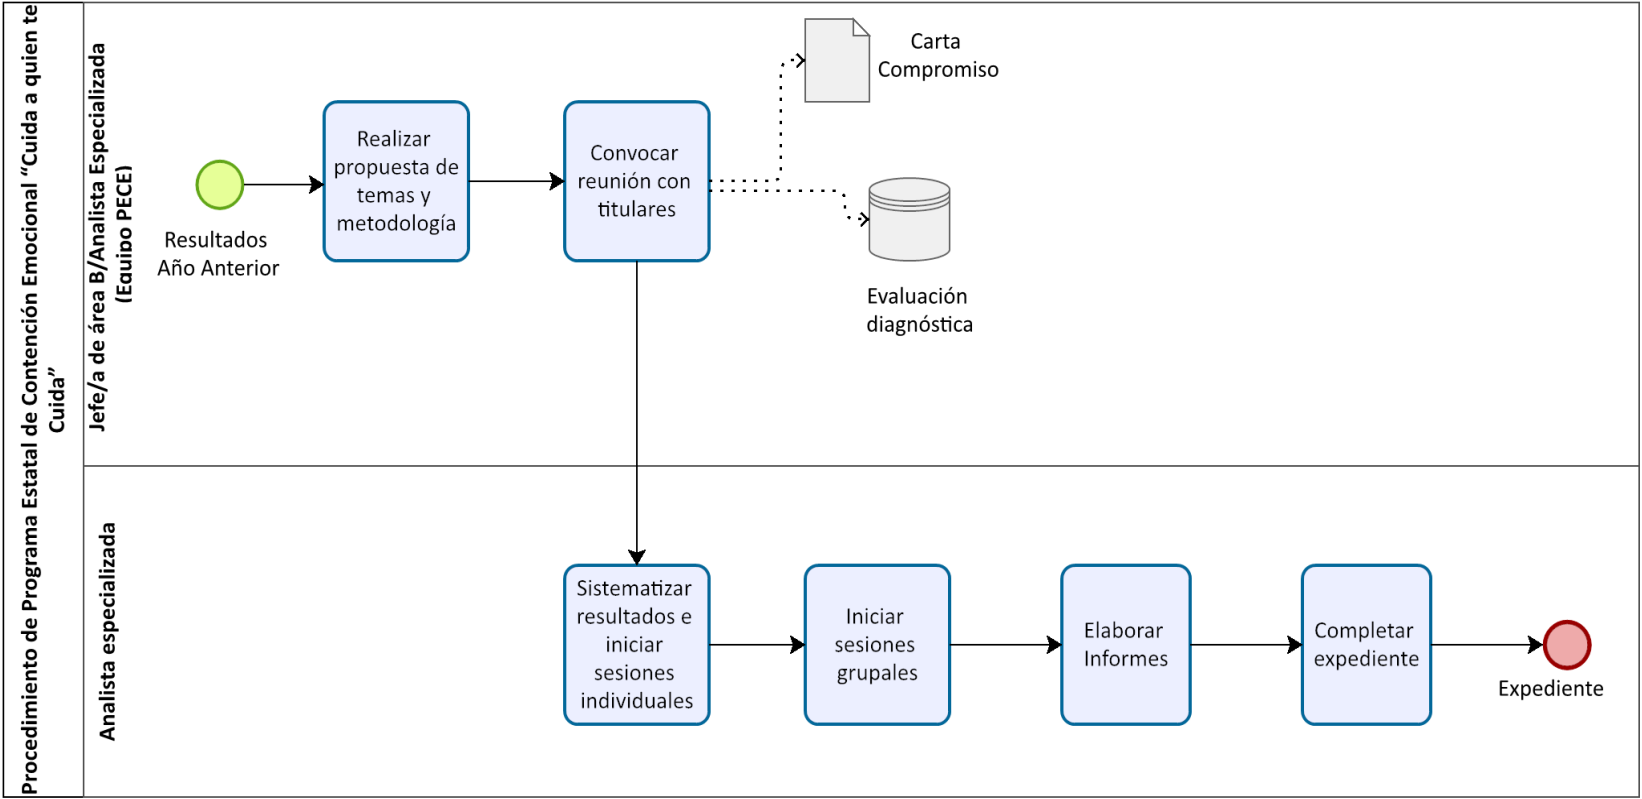 Procedimiento de Programa Estatal de Contención Emocional “Cuida a quien te
Cuida”
Jefe/a de área B/Analista Especializada
(Equipo PECE)
Resultados
Año Anterior
Realizar
propuesta de
temas y
metodología
Convocar
reunión con
titulares
Carta
Compromiso
Evaluación
diagnóstica
Analista especializada
Sistematizar
resultados e
iniciar
sesiones
individuales
Iniciar
sesiones
grupales
Elaborar
Informes
Completar
expediente
Expediente